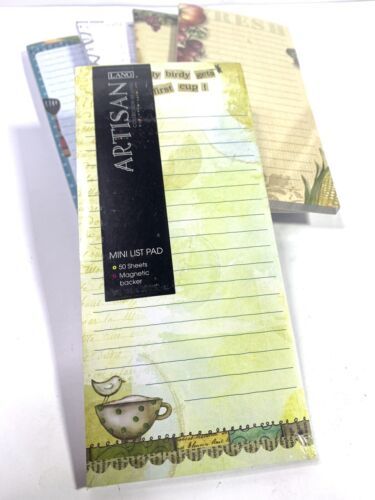 FRESH
LANG
ARTISAN
y birdy gets
first cup!
MINI LIST PAD
50 Sheets
Magnetic
backer